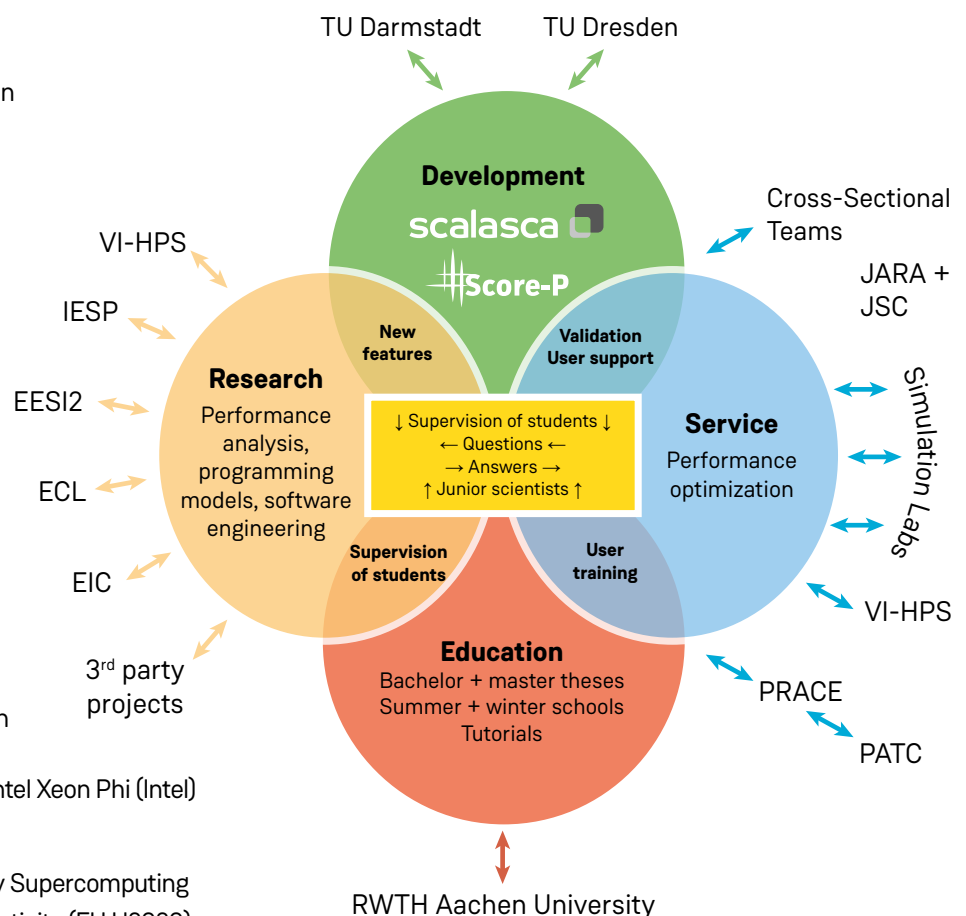 TU Darmstadt
TU Dresden
n
Development
scalasca
Score-P
Cross-Sectional
Teams
JARA +
JSC
VI-HPS
IESP
EESI2
ECL
EIC
3rd party
projects
New
features
Validation
User support
Research
Performance
analysis,
programming
models, software
engineering
↓ Supervision of students ↓
← Questions ←
→ Answers →
↑ Junior scientists ↑
Service
Performance
optimization
Simulation Labs
Supervision
of students
User
training
VI-HPS
PRACE
PATC
Education
Bachelor + master theses
Summer + winter schools
Tutorials
RWTH Aachen University
n
ntel Xeon Phi (Intel)
y Supercomputing